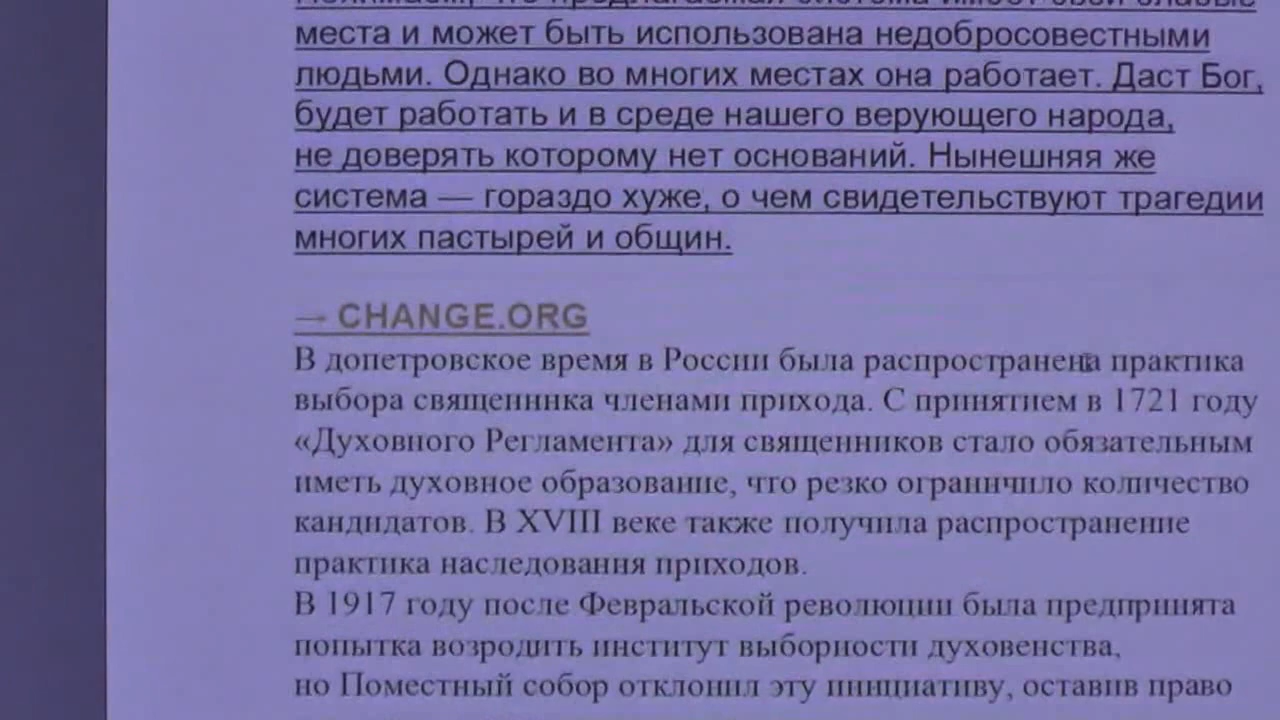 места и может быть использована недобросовестными
людьми. Однако во многих местах она работает. Даст Бог,
будет работать и в среде нашего верующего народа,
не доверять которому нет оснований. Нынешняя же
система — гораздо хуже, о чем свидетельствуют трагедии
многих пастырей и общин.
→ CHANGE.ORG
В допетровское время в России была распространена практика
выбора священника членами прихода. С принятием в 1721 году
«Духовного Регламента» для священников стало обязательным
иметь духовное образование, что резко ограничило количество
кандидатов. В XVIII веке также получила распространение
практика наследования приходов.
В 1917 году после Февральской революции была предпринята
попытка возродить институт выборности духовенства,
но Поместный собор отклонил эту инициативу, оставив право